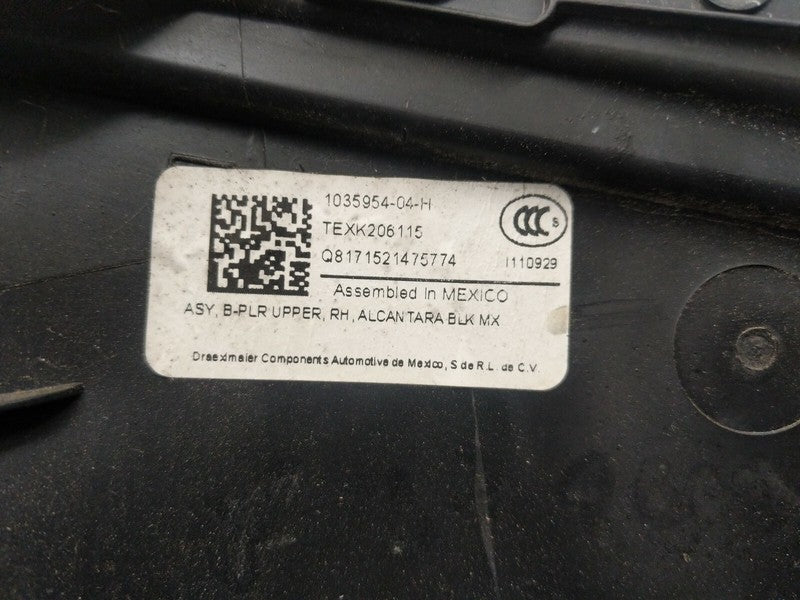 1035954-04-H
TEXK206115
Q8171521475774
CCC S
I110929
Assembled In MEXICO
ASY, B-PLR UPPER, RH, ALCANTARA BLK MX
Draexlmaier Components Automotive de Mexico, S de R.L. de C.V.